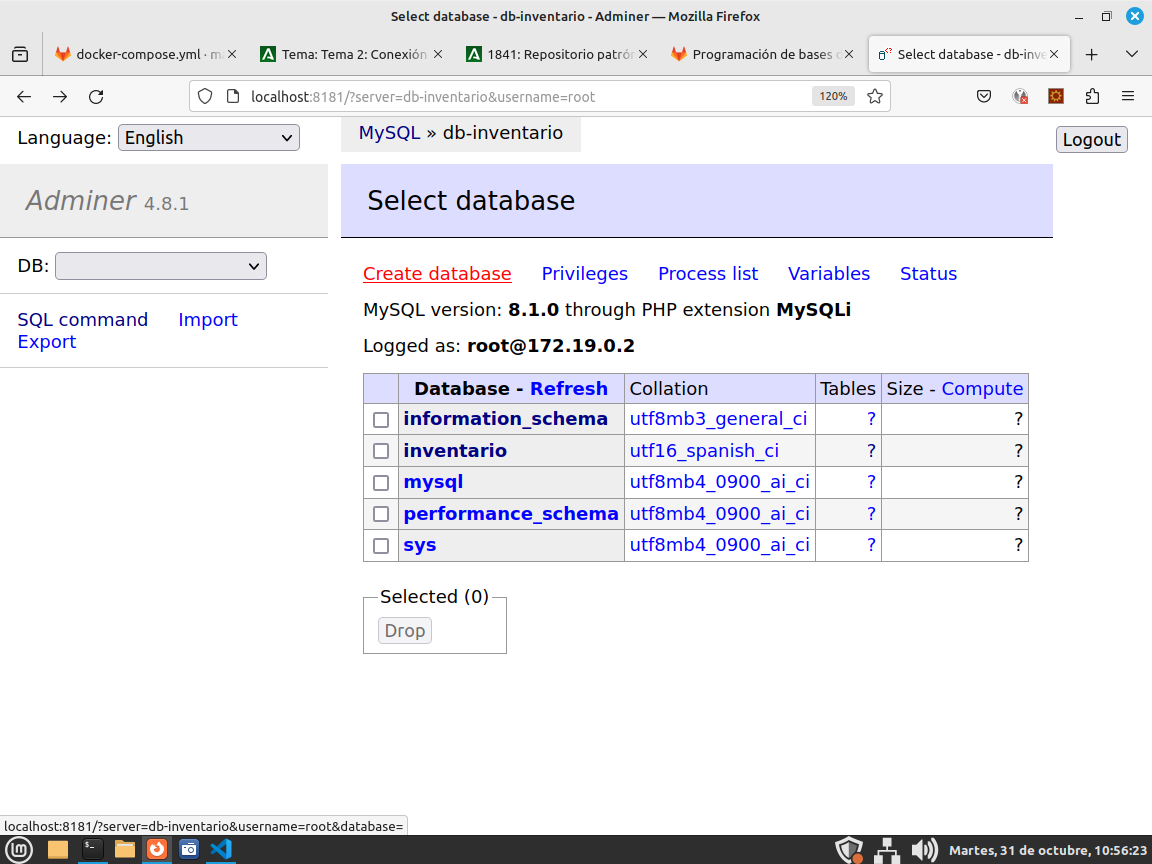 Select database - db-inventario - Adminer — Mozilla Firefox
docker-compose.yml · m
Tema: Tema 2: Conexión
1841: Repositorio patró
Programación de bases
Select database - db-inve
localhost:8181/?server=db-inventario&username=root
120%
Language: English
MySQL » db-inventario
Logout
Adminer 4.8.1
Select database
DB:
Create database Privileges Process list Variables Status
SQL command Import
Export
MySQL version: 8.1.0 through PHP extension MySQLi
Logged as: root@172.19.0.2
Database - Refresh Collation Tables Size - Compute
information_schema utf8mb3_general_ci ? ?
inventario utf16_spanish_ci ? ?
mysql utf8mb4_0900_ai_ci ? ?
performance_schema utf8mb4_0900_ai_ci ? ?
sys utf8mb4_0900_ai_ci ? ?
Selected (0)
Drop
localhost:8181/?server=db-inventario&username=root&database=
Martes, 31 de octubre, 10:56:23